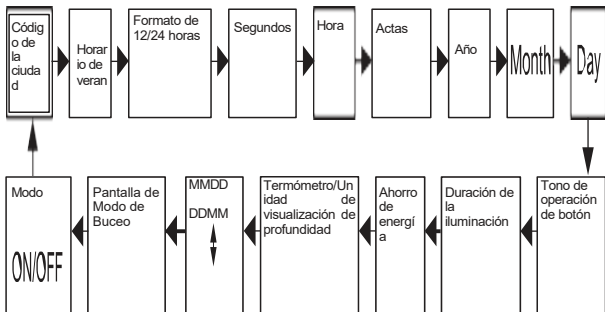 Códig
o de
la
ciuda
d
Horar
io de
veran
Formato de
12/24 horas
Segundos
Hora
Actas
Año
Month
Day
Modo
ON/OFF
Pantalla de
Modo de
Buceo
MMDD
DDMM
Termómetro/Un
idad de
visualización de
profundidad
Ahorro
de
energí
a
Duración de
la
iluminación
Tono de
operación
de botón